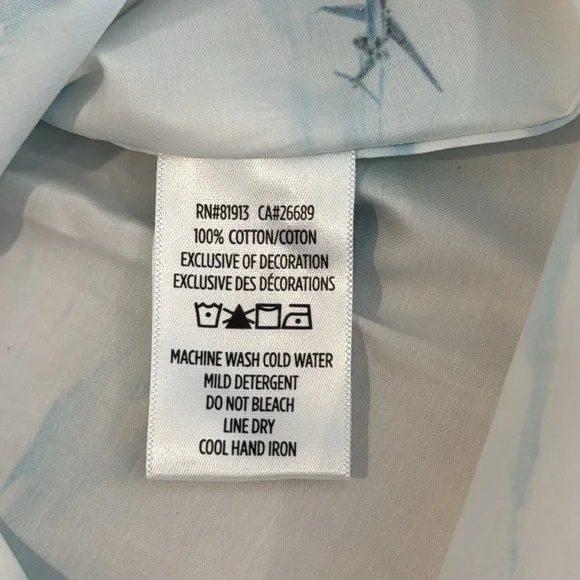 RN#81913 CA#26689
100% COTTON/COTON
EXCLUSIVE OF DECORATION
EXCLUSIVE DES DÉCORATIONS
MACHINE WASH COLD WATER
MILD DETERGENT
DO NOT BLEACH
LINE DRY
COOL HAND IRON